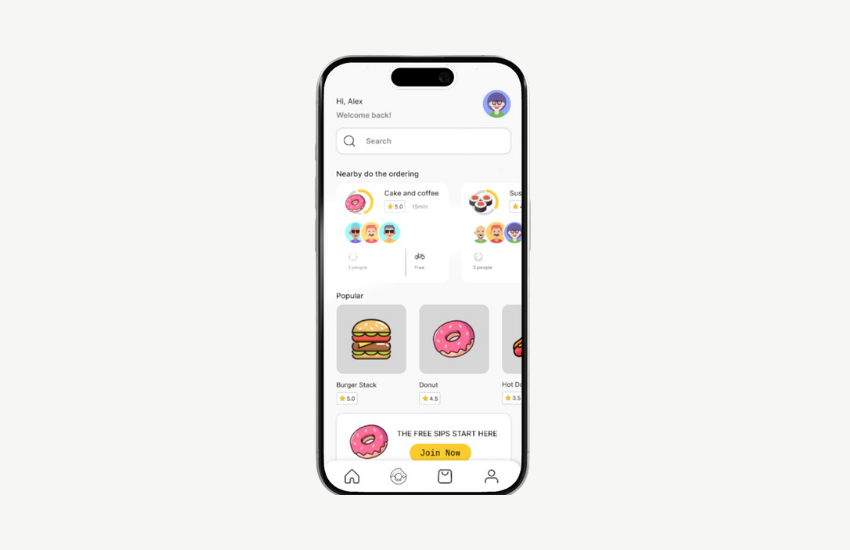 Hi, Alex
Welcome back!
Search
Nearby do the ordering
Cake and coffee
5.0 15min
3 people
Free
Sus
4
3 people
Popular
Burger Stack
5.0
Donut
4.5
Hot Do
3.5
THE FREE SIPS START HERE
Join Now